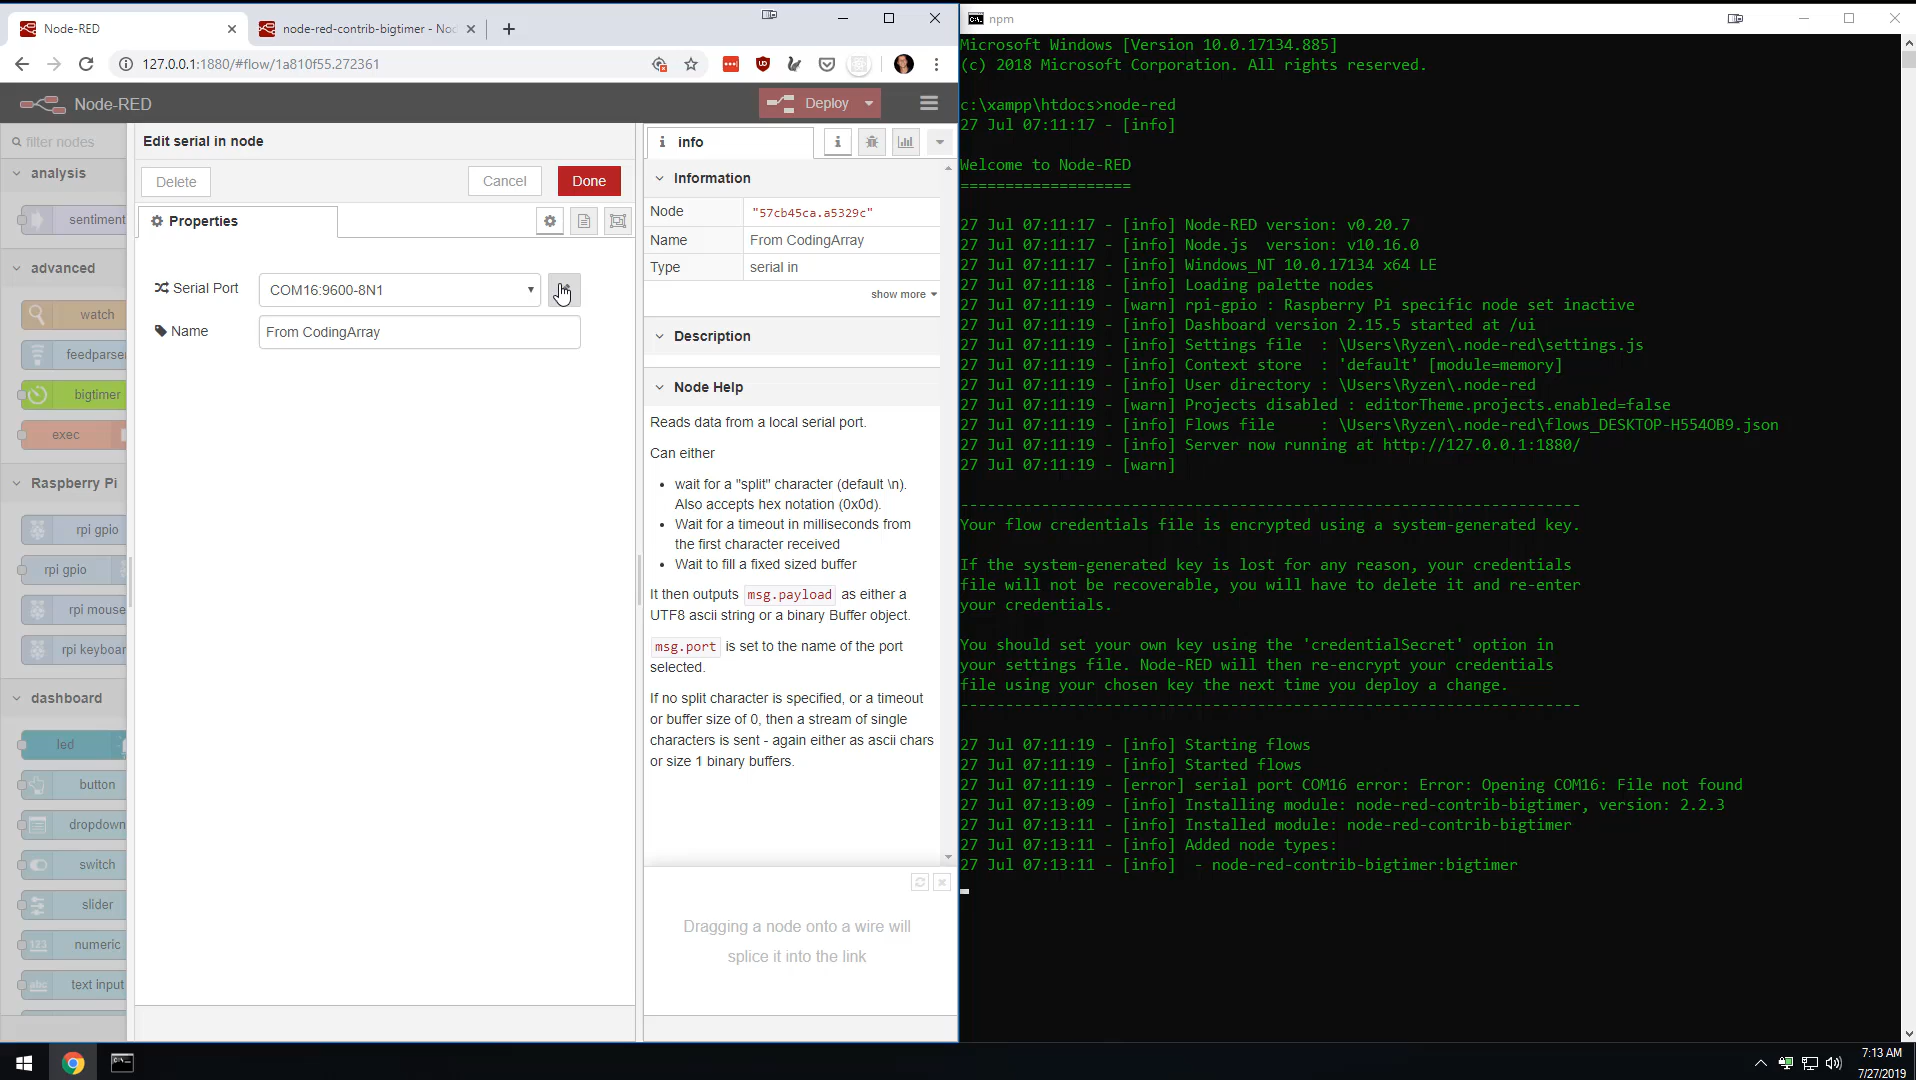 Node-RED
node-red-contrib-bigtimer - Noc
127.0.0.1:1880/#flow/1a810f55.272361
Node-RED
Deploy
filter nodes
analysis
sentiment
advanced
watch
feedparse
bigtimer
exec
Raspberry Pi
rpi gpio
rpi gpio
rpi mouse
rpi keyboar
dashboard
led
button
dropdown
switch
slider
numeric
text input
Edit serial in node
Delete
Cancel
Done
Properties
Serial Port
COM16:9600-8N1
Name
From CodingArray
info
Information
Node
"57cb45ca.a5329c"
Name
From CodingArray
Type
serial in
show more
Description
Node Help
Reads data from a local serial port.
Can either
• wait for a "split" character (default \n).
Also accepts hex notation (0x0d).
• Wait for a timeout in milliseconds from
the first character received
• Wait to fill a fixed sized buffer
It then outputs msg.payload as either a
UTF8 ascii string or a binary Buffer object.
msg.port is set to the name of the port
selected.
If no split character is specified, or a timeout
or buffer size of 0, then a stream of single
characters is sent - again either as ascii chars
or size 1 binary buffers.
Dragging a node onto a wire will
splice it into the link
npm
Microsoft Windows [Version 10.0.17134.885]
(c) 2018 Microsoft Corporation. All rights reserved.
c:\xampp\htdocs>node-red
27 Jul 07:11:17 - [info]
Welcome to Node-RED
===================
27 Jul 07:11:17 - [info] Node-RED version: v0.20.7
27 Jul 07:11:17 - [info] Node.js  version: v10.16.0
27 Jul 07:11:17 - [info] Windows_NT 10.0.17134 x64 LE
27 Jul 07:11:18 - [info] Loading palette nodes
27 Jul 07:11:19 - [warn] rpi-gpio : Raspberry Pi specific node set inactive
27 Jul 07:11:19 - [info] Dashboard version 2.15.5 started at /ui
27 Jul 07:11:19 - [info] Settings file  : \Users\Ryzen\.node-red\settings.js
27 Jul 07:11:19 - [info] Context store  : 'default' [module=memory]
27 Jul 07:11:19 - [info] User directory : \Users\Ryzen\.node-red
27 Jul 07:11:19 - [warn] Projects disabled : editorTheme.projects.enabled=false
27 Jul 07:11:19 - [info] Flows file     : \Users\Ryzen\.node-red\flows_DESKTOP-H554OB9.json
27 Jul 07:11:19 - [info] Server now running at http://127.0.0.1:1880/
27 Jul 07:11:19 - [warn]
---------------------------------------------------------------------
Your flow credentials file is encrypted using a system-generated key.
If the system-generated key is lost for any reason, your credentials
file will not be recoverable, you will have to delete it and re-enter
your credentials.
You should set your own key using the 'credentialSecret' option in
your settings file. Node-RED will then re-encrypt your credentials
file using your chosen key the next time you deploy a change.
---------------------------------------------------------------------
27 Jul 07:11:19 - [info] Starting flows
27 Jul 07:11:19 - [info] Started flows
27 Jul 07:11:19 - [error] serial port COM16 error: Error: Opening COM16: File not found
27 Jul 07:13:09 - [info] Installing module: node-red-contrib-bigtimer, version: 2.2.3
27 Jul 07:13:11 - [info] Installed module: node-red-contrib-bigtimer
27 Jul 07:13:11 - [info] Added node types:
27 Jul 07:13:11 - [info]  - node-red-contrib-bigtimer:bigtimer
7:13 AM
7/27/2019